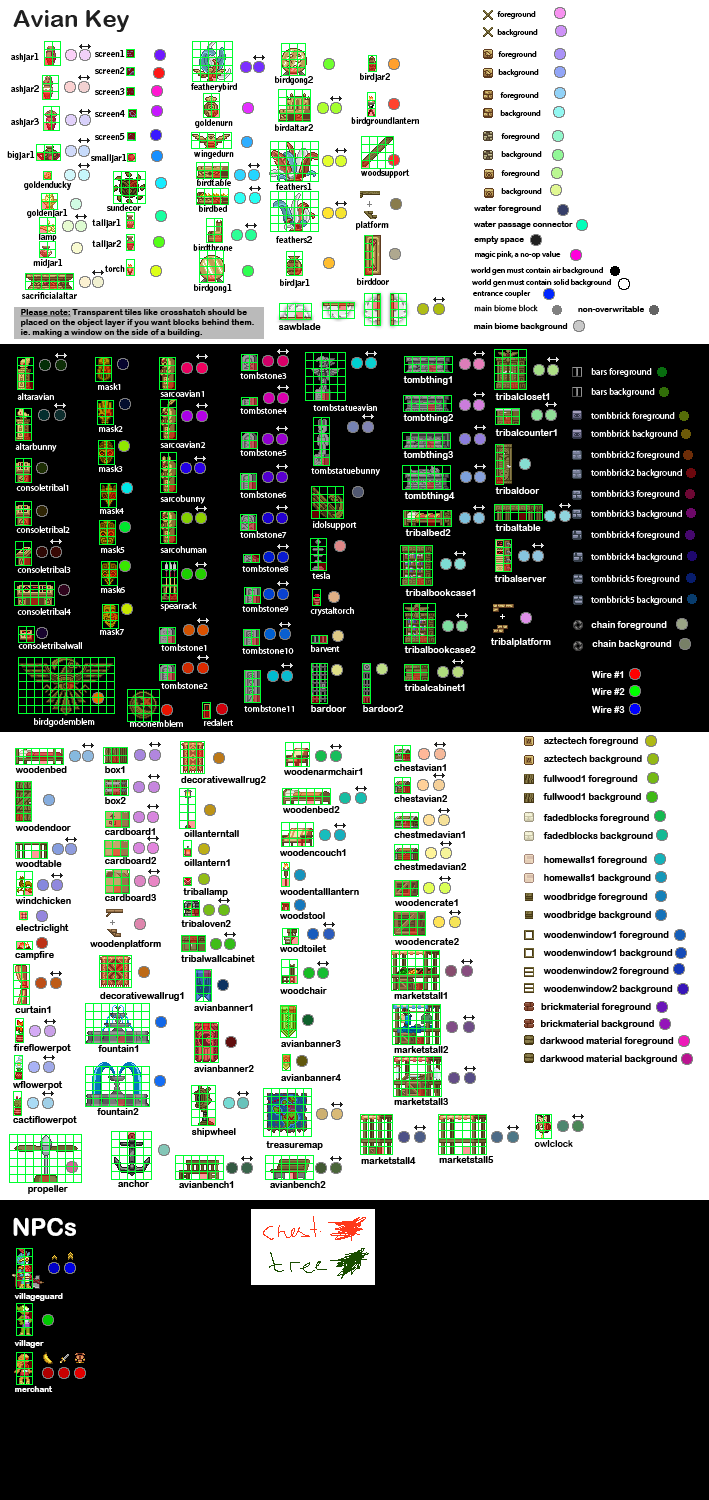 Avian Key
ashjar1
ashjar2
ashjar3
bigjar1
goldenducky
goldenjar1
lamp
midjar1
sacrificialaltar
screen1
screen2
screen3
screen4
screen5
smalljar1
sundecor
talljar1
talljar2
torch
featherybird
goldenurn
wingedurn
birdtable
birdbed
birdthrone
birdgong1
birdgong2
birdaltar2
feathers1
feathers2
birdjar1
sawblade
birdjar2
birdgroundlantern
woodsupport
platform
birddoor
foreground
background
foreground
background
foreground
background
foreground
background
foreground
background
water foreground
water passage connector
empty space
magic pink, a no-op value
world gen must contain air background
world gen must contain solid background
entrance coupler
main biome block
non-overwritable
main biome background
Please note: Transparent tiles like crosshatch should be
placed on the object layer if you want blocks behind them.
ie. making a window on the side of a building.
altaravian
altarbunny
consoletribal1
consoletribal2
consoletribal3
consoletribal4
consoletribalwall
birdgodemblem
mask1
mask2
mask3
mask4
mask5
mask6
mask7
moonemblem
sarcoavian1
sarcoavian2
sarcobunny
sarcohuman
spearrack
tombstone1
tombstone2
redalert
tombstone3
tombstone4
tombstone5
tombstone6
tombstone7
tombstone8
tombstone9
tombstone10
tombstone11
tombstatueavian
tombstatuebunny
idolsupport
tesla
crystaltorch
barvent
bardoor
bardoor2
tombthing1
tombthing2
tombthing3
tombthing4
tribalbed2
tribalbookcase1
tribalbookcase2
tribalcabinet1
tribalcloset1
tribalcounter1
tribaldoor
tribaltable
tribalserver
tribalplatform
bars foreground
bars background
tombbrick foreground
tombbrick background
tombbrick2 foreground
tombbrick2 background
tombbrick3 foreground
tombbrick3 background
tombbrick4 foreground
tombbrick4 background
tombbrick5 foreground
tombbrick5 background
chain foreground
chain background
Wire #1
Wire #2
Wire #3
woodenbed
woodendoor
woodtable
windchicken
electriclight
campfire
curtain1
fireflowerpot
wflowerpot
cactiflowerpot
propeller
box1
box2
cardboard1
cardboard2
cardboard3
woodenplatform
decorativewallrug1
fountain1
fountain2
anchor
decorativewallrug2
oillanterntall
oillantern1
triballamp
tribaloven2
tribalwallcabinet
avianbanner1
avianbanner2
shipwheel
avianbench1
woodenarmchair1
woodenbed2
woodencouch1
woodentalllantern
woodstool
woodtoilet
woodchair
avianbanner3
avianbanner4
treasuremap
avianbench2
chestavian1
chestavian2
chestmedavian1
chestmedavian2
woodencrate1
woodencrate2
marketstall1
marketstall2
marketstall3
marketstall4
marketstall5
owlclock
aztectech foreground
aztectech background
fullwood1 foreground
fullwood1 background
fadedblocks foreground
fadedblocks background
homewalls1 foreground
homewalls1 background
woodbridge foreground
woodbridge background
woodenwindow1 foreground
woodenwindow1 background
woodenwindow2 foreground
woodenwindow2 background
brickmaterial foreground
brickmaterial background
darkwood material foreground
darkwood material background
NPCs
villageguard
villager
merchant
chest
tree